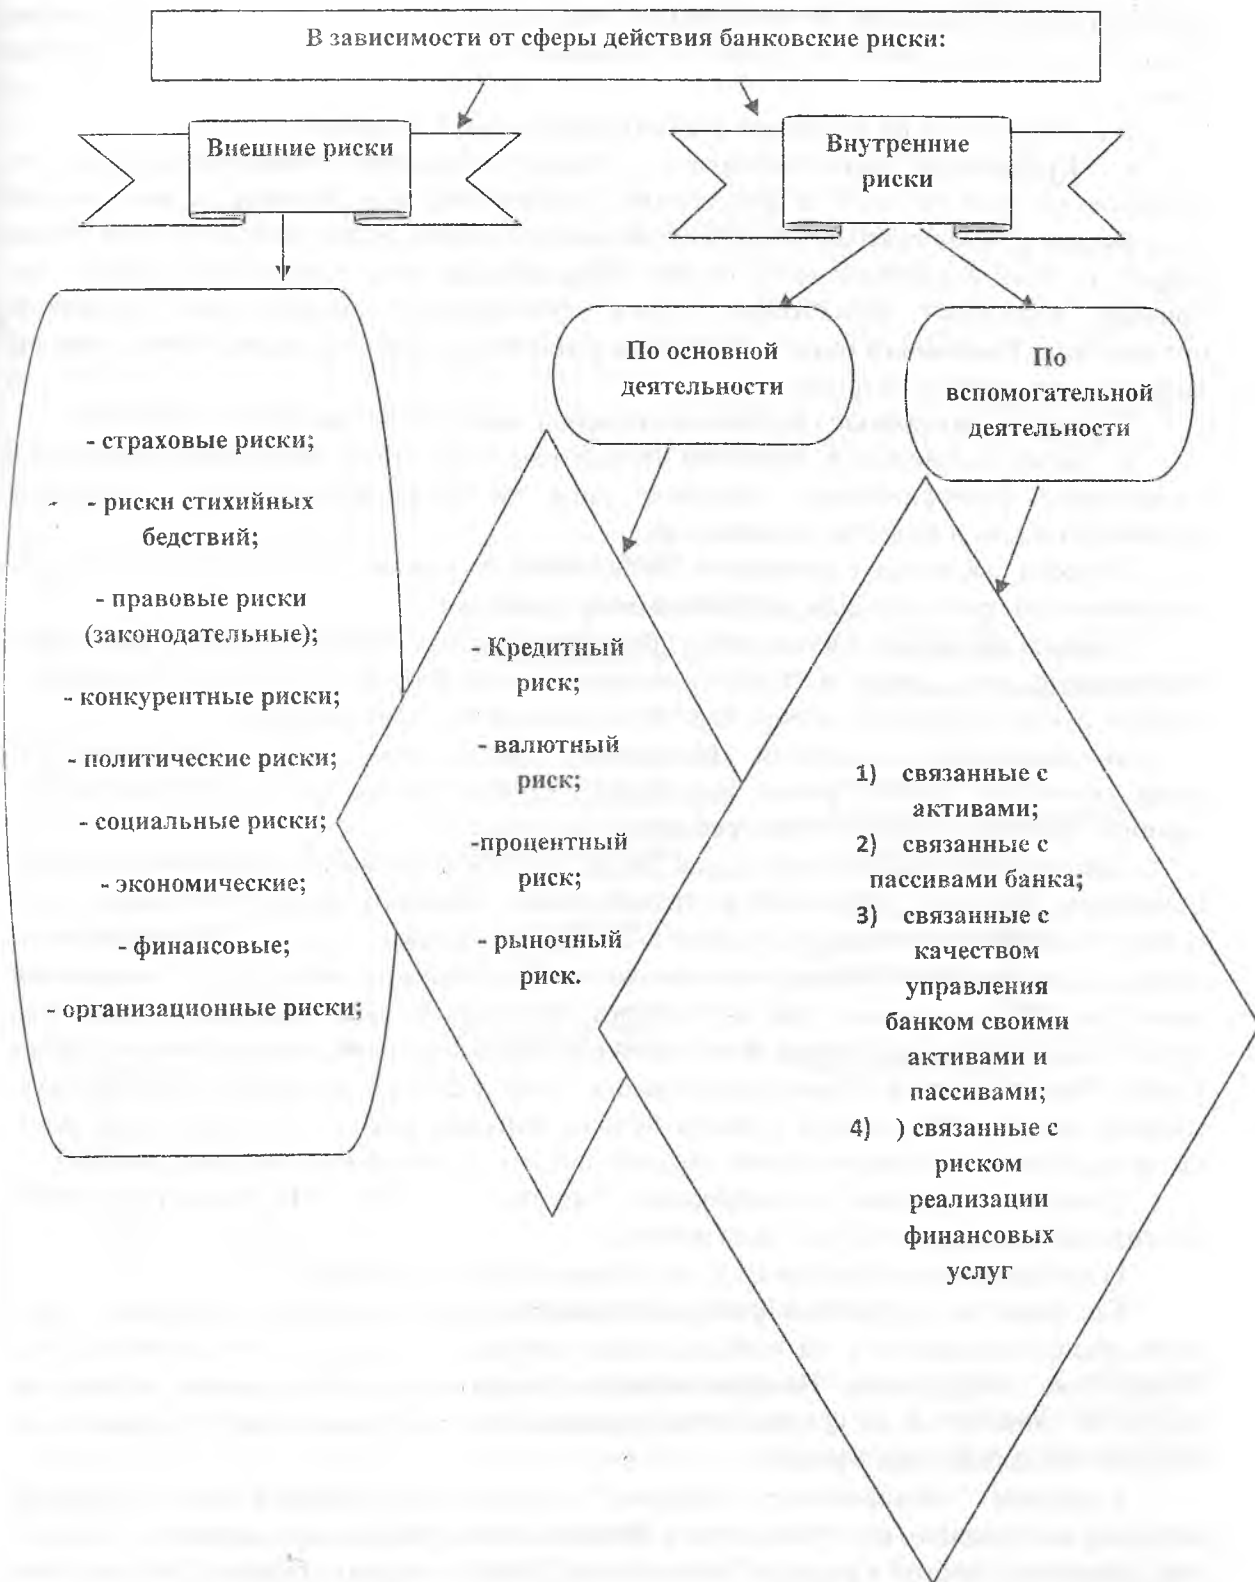 В зависимости от сферы действия банковские риски:
Внешние риски
Внутренние
риски
По основной
деятельности
По
вспомогательной
деятельности
- страховые риски;
- - риски стихийных
бедствий;
- правовые риски
(законодательные);
- конкурентные риски;
- политические риски;
- социальные риски;
- экономические;
- финансовые;
- организационные риски;
- Кредитный
риск;
- валютный
риск;
-процентный
риск;
- рыночный
риск.
1) связанные с
активами;
2) связанные с
пассивами банка;
3) связанные с
качеством
управления
банком своими
активами и
пассивами;
4) ) связанные с
риском
реализации
финансовых
услуг